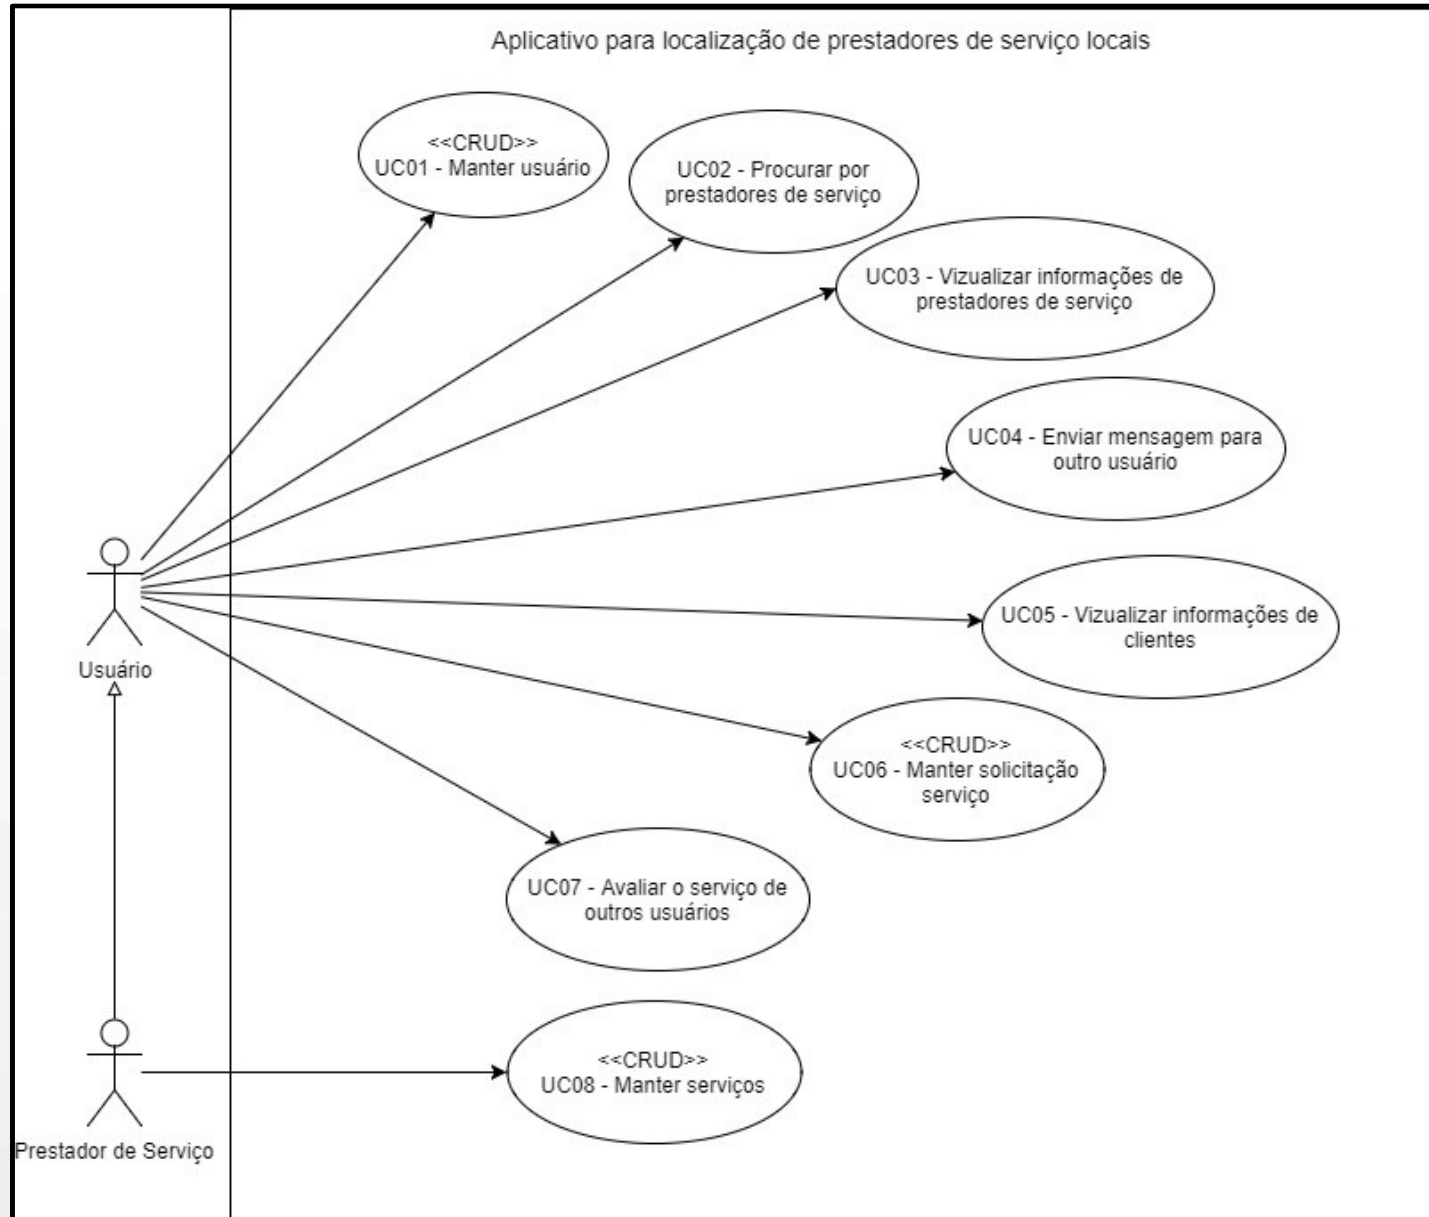 Aplicativo para localização de prestadores de serviço locais
<<CRUD>>
UC01 - Manter usuário
UC02 - Procurar por
prestadores de serviço
UC03 - Vizualizar informações de
prestadores de serviço
UC04 - Enviar mensagem para
outro usuário
UC05 - Vizualizar informações de
clientes
Usuário
<<CRUD>>
UC06 - Manter solicitação
serviço
UC07 - Avaliar o serviço de
outros usuários
<<CRUD>>
UC08 - Manter serviços
Prestador de Serviço